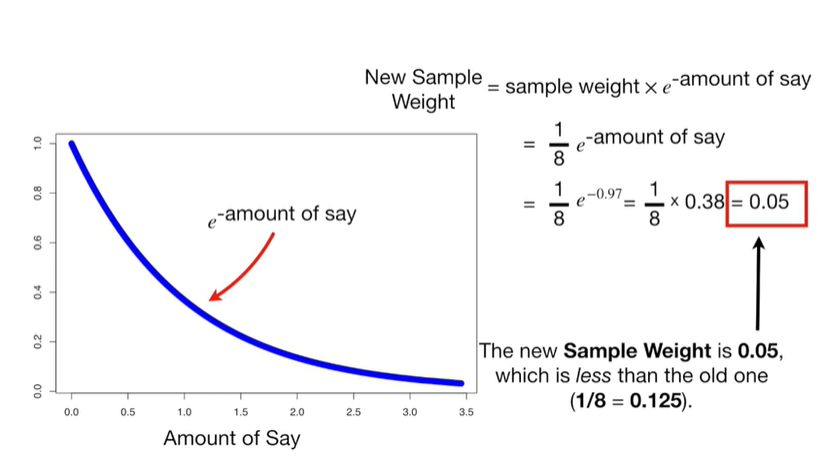 New Sample Weight = sample weight × e^-amount of say
= 1/8 e^-amount of say
= 1/8 e^−0.97 = 1/8 × 0.38 = 0.05
e^-amount of say
1.0
0.8
0.6
0.4
0.2
0.0
0.0 0.5 1.0 1.5 2.0 2.5 3.0 3.5
Amount of Say
The new Sample Weight is 0.05,
which is less than the old one
(1/8 = 0.125).